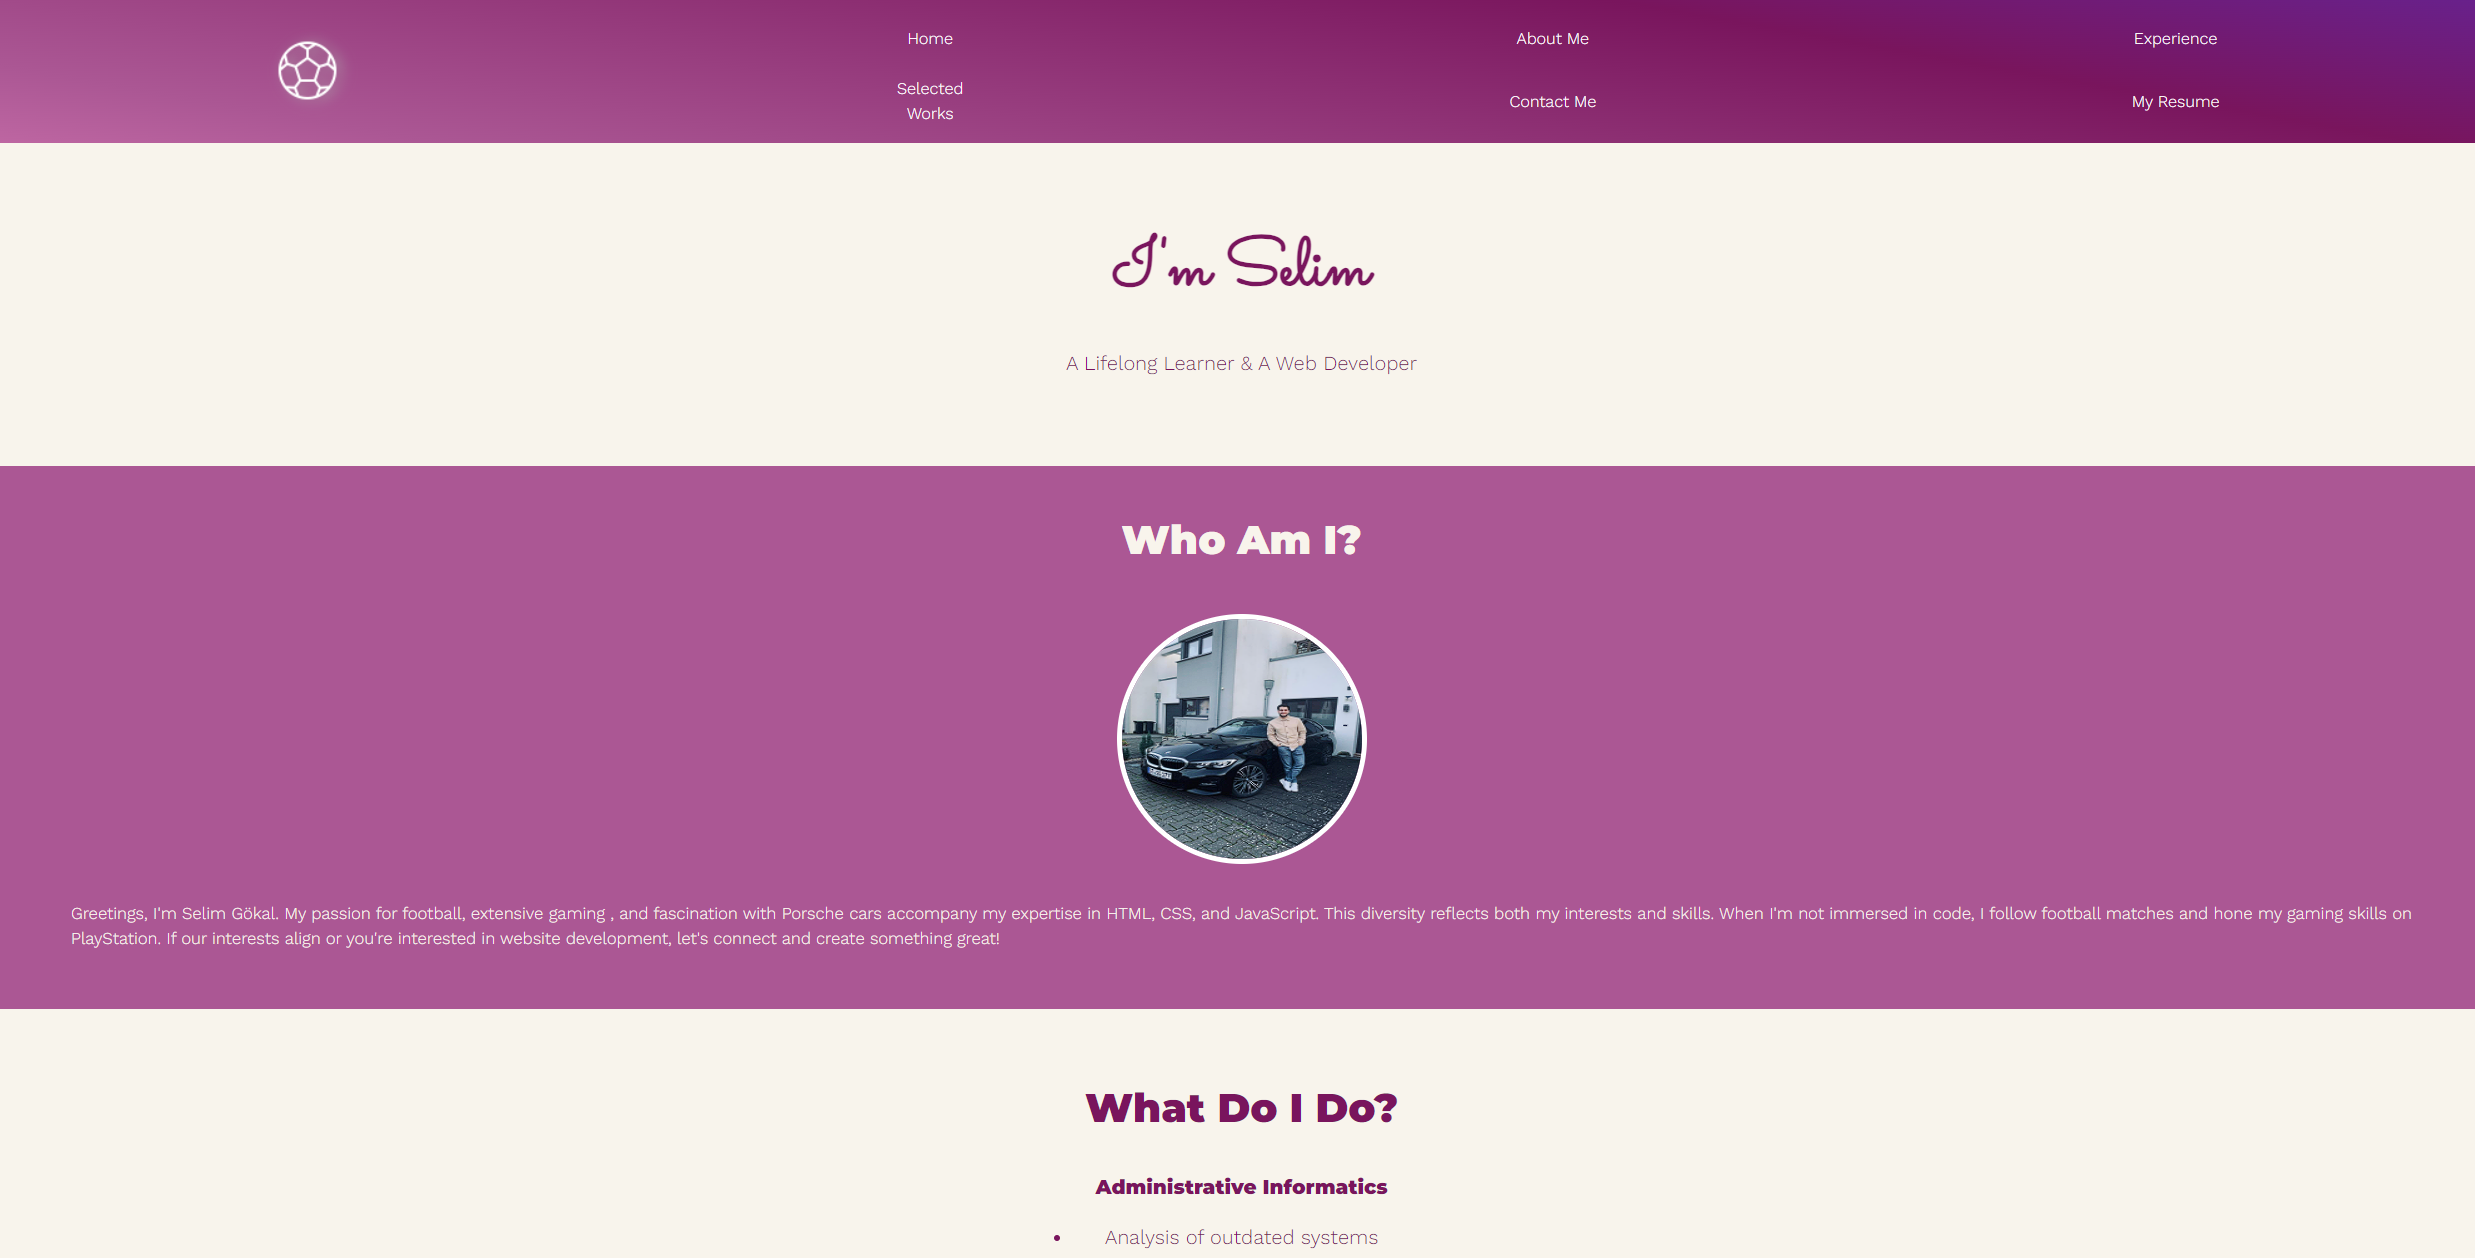 Home
About Me
Experience
Selected
Works
Contact Me
My Resume
I'm Selim
A Lifelong Learner & A Web Developer
Who Am I?
Greetings, I'm Selim Gökal. My passion for football, extensive gaming , and fascination with Porsche cars accompany my expertise in HTML, CSS, and JavaScript. This diversity reflects both my interests and skills. When I'm not immersed in code, I follow football matches and hone my gaming skills on
PlayStation. If our interests align or you're interested in website development, let's connect and create something great!
What Do I Do?
Administrative Informatics
• Analysis of outdated systems